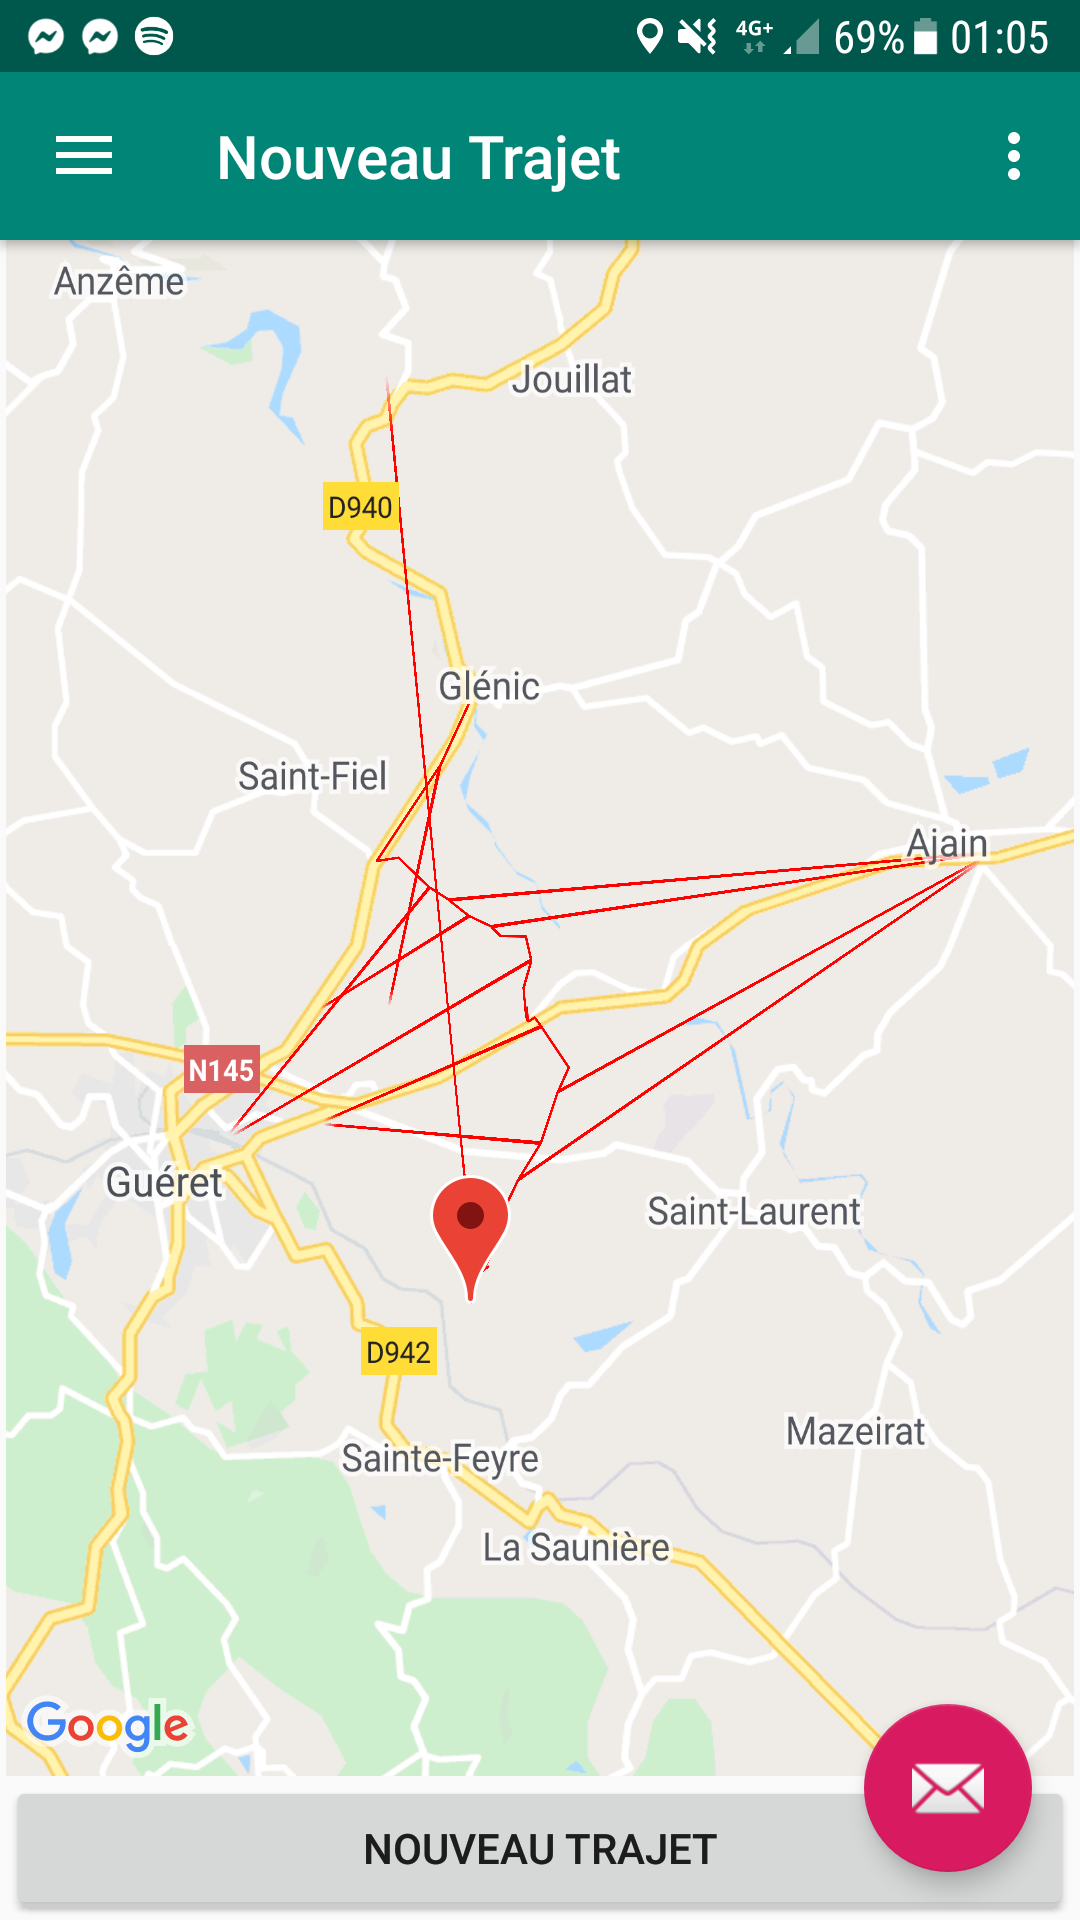 4G+ 69% 01:05
Nouveau Trajet
Anzême
Jouillat
D940
Glénic
Saint-Fiel
Ajain
N145
Guéret
Saint-Laurent
D942
Mazeirat
Sainte-Feyre
La Saunière
Google
NOUVEAU TRAJET